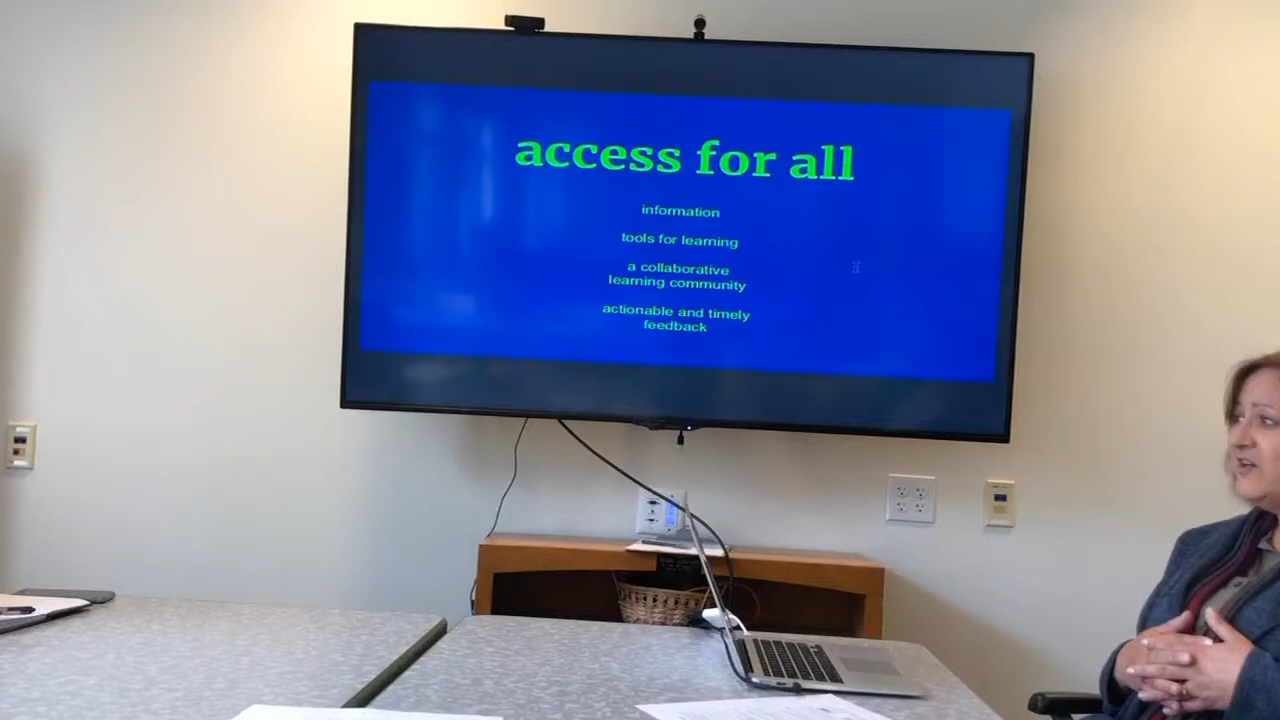 access for all
information
tools for learning
a collaborative
learning community
actionable and timely
feedback